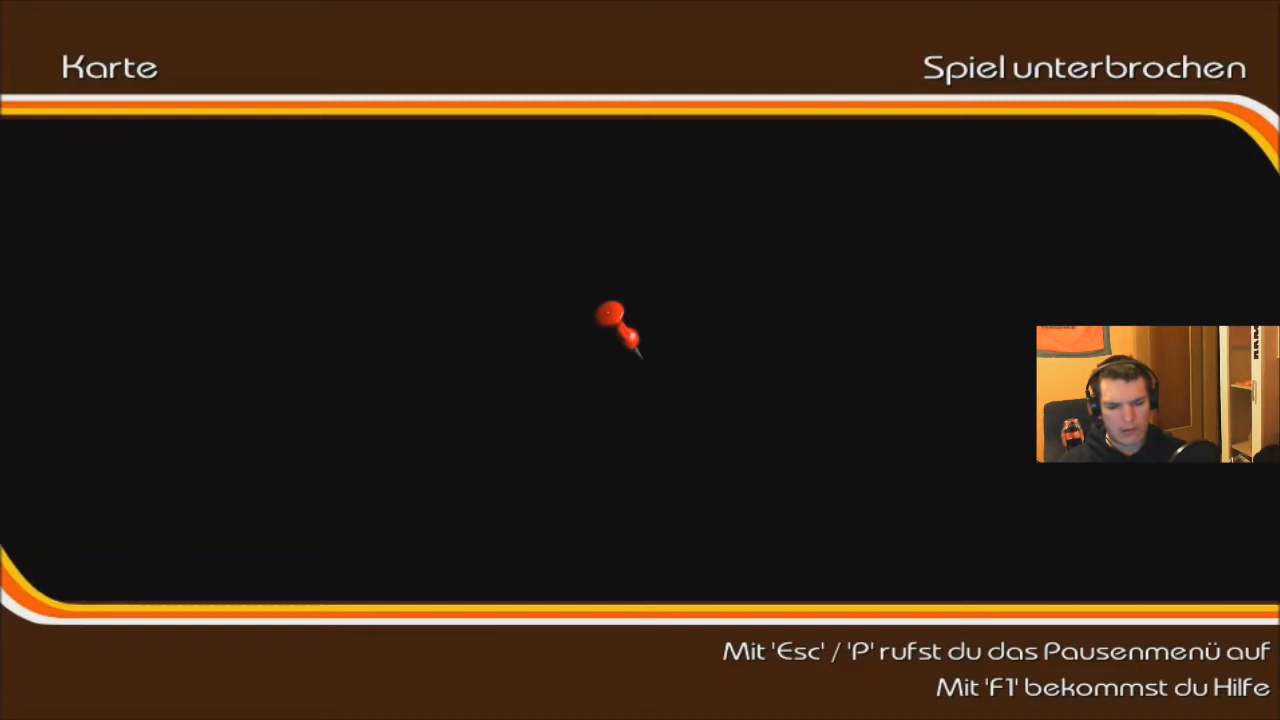 Karte
Spiel unterbrochen
Mit 'Esc' / 'P' rufst du das Pausenmenü auf
Mit 'F1' bekommst du Hilfe